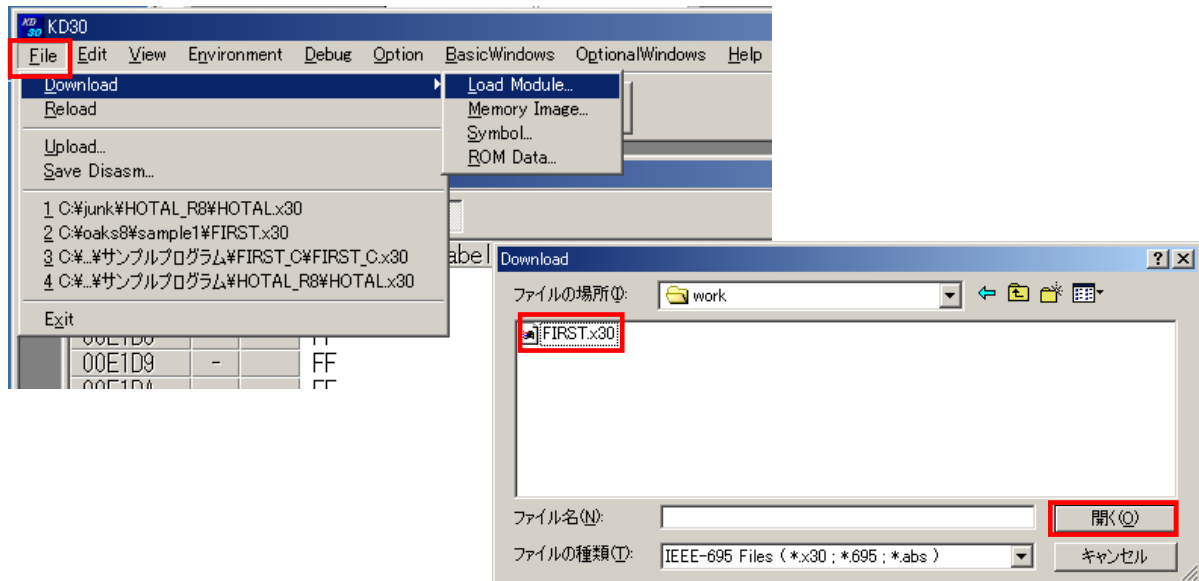 KD30
File Edit View Environment Debug Option BasicWindows OptionalWindows Help
Download
Load Module...
Reload
Memory Image...
Symbol...
Upload...
ROM Data...
Save Disasm...
1 C:¥junk¥HOTAL_R8¥HOTAL.x30
2 C:¥oaks8¥sample1¥FIRST.x30
3 C:¥...¥サンプルプログラム¥FIRST_C¥FIRST_C.x30
4 C:¥...¥サンプルプログラム¥HOTAL_R8¥HOTAL.x30
Exit
abel
00E1D8 FF
00E1D9 - FF
00E1DA FF
Download
ファイルの場所(I): work
FIRST.x30
ファイル名(N): 開く(O)
ファイルの種類(T): IEEE-695 Files ( *.x30 ; *.695 ; *.abs ) キャンセル